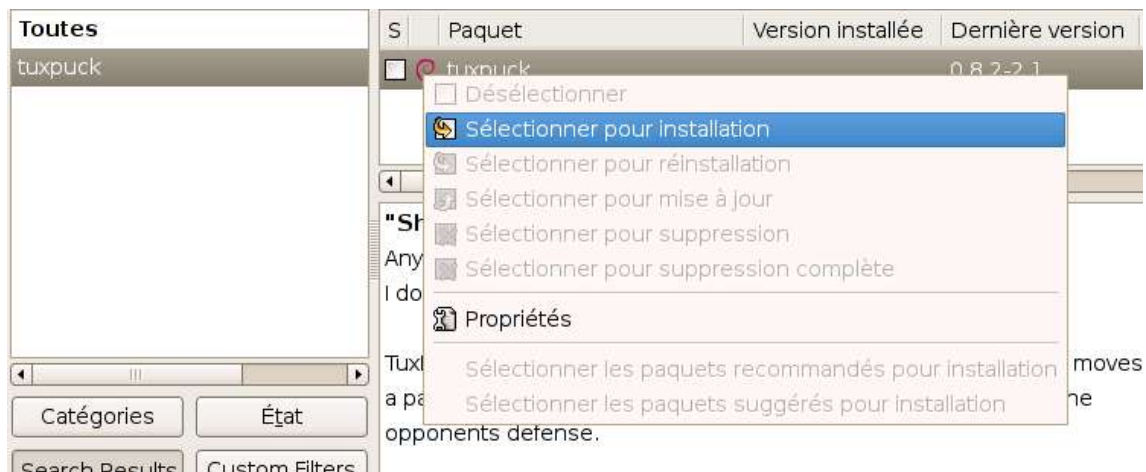 Toutes
tuxpuck
S Paquet Version installée Dernière version
tuxpuck 0.8.2-2.1
Désélectionner
Sélectionner pour installation
Sélectionner pour réinstallation
Sélectionner pour mise à jour
Sélectionner pour suppression
Sélectionner pour suppression complète
Propriétés
Sélectionner les paquets recommandés pour installation
Sélectionner les paquets suggérés pour installation
"Sh
Any
I do
moves
a pa
opponents defense.
Catégories État
Search Results Custom Filters